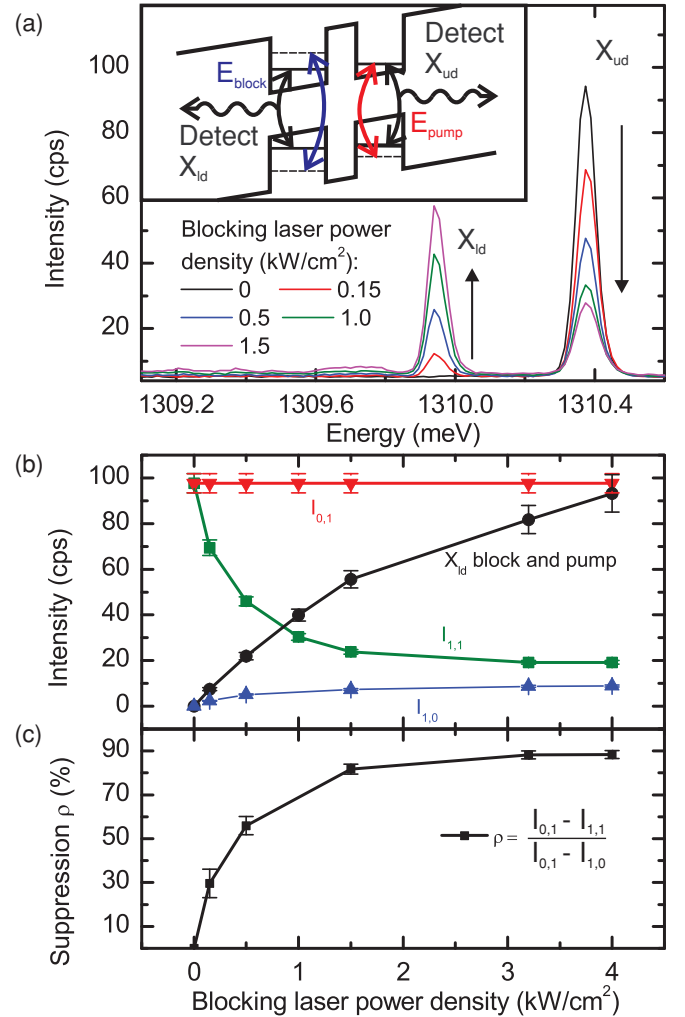 (a)
Detect
X_ud
E_block
E_pump
Detect
X_ld
X_ud
X_ld
Blocking laser power
density (kW/cm²):
0
0.15
0.5
1.0
1.5
Intensity (cps)
100
80
60
40
20
1309.2
1309.6
1310.0
1310.4
Energy (meV)
(b)
Intensity (cps)
100
80
60
40
20
0
I_0,1
X_ld block and pump
I_1,1
I_1,0
(c)
Suppression ρ (%)
90
70
50
30
10
ρ = (I_0,1 - I_1,1) / (I_0,1 - I_1,0)
0
1
2
3
4
Blocking laser power density (kW/cm²)